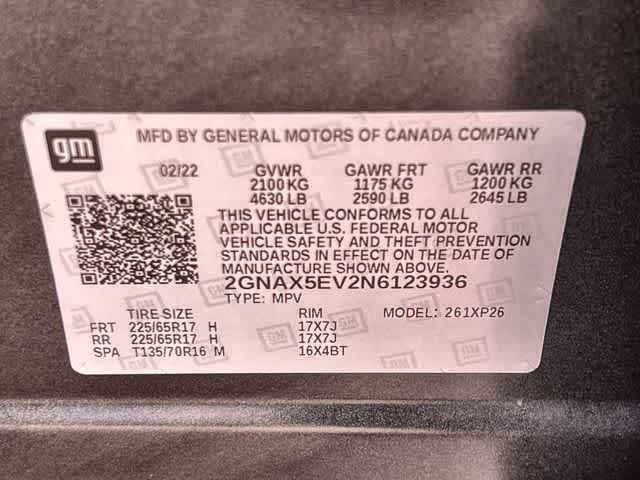 gm
MFD BY GENERAL MOTORS OF CANADA COMPANY
02/22 GVWR GAWR FRT GAWR RR
2100 KG 1175 KG 1200 KG
4630 LB 2590 LB 2645 LB
THIS VEHICLE CONFORMS TO ALL
APPLICABLE U.S. FEDERAL MOTOR
VEHICLE SAFETY AND THEFT PREVENTION
STANDARDS IN EFFECT ON THE DATE OF
MANUFACTURE SHOWN ABOVE.
2GNAX5EV2N6123936
TYPE: MPV
TIRE SIZE RIM MODEL: 261XP26
FRT 225/65R17 H 17X7J
RR 225/65R17 H 17X7J
SPA T135/70R16 M 16X4BT